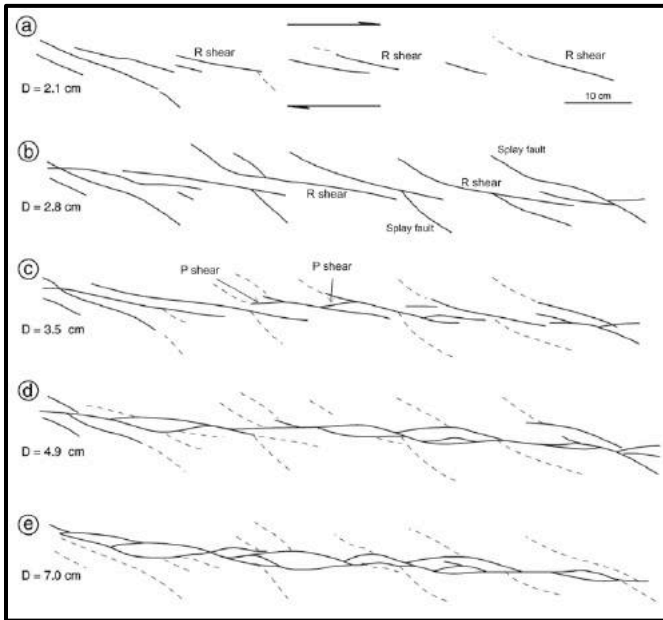 a
R shear
R shear
R shear
D = 2.1 cm
10 cm
b
Splay fault
R shear
R shear
D = 2.8 cm
Splay fault
c
P shear
P shear
D = 3.5 cm
d
D = 4.9 cm
e
D = 7.0 cm